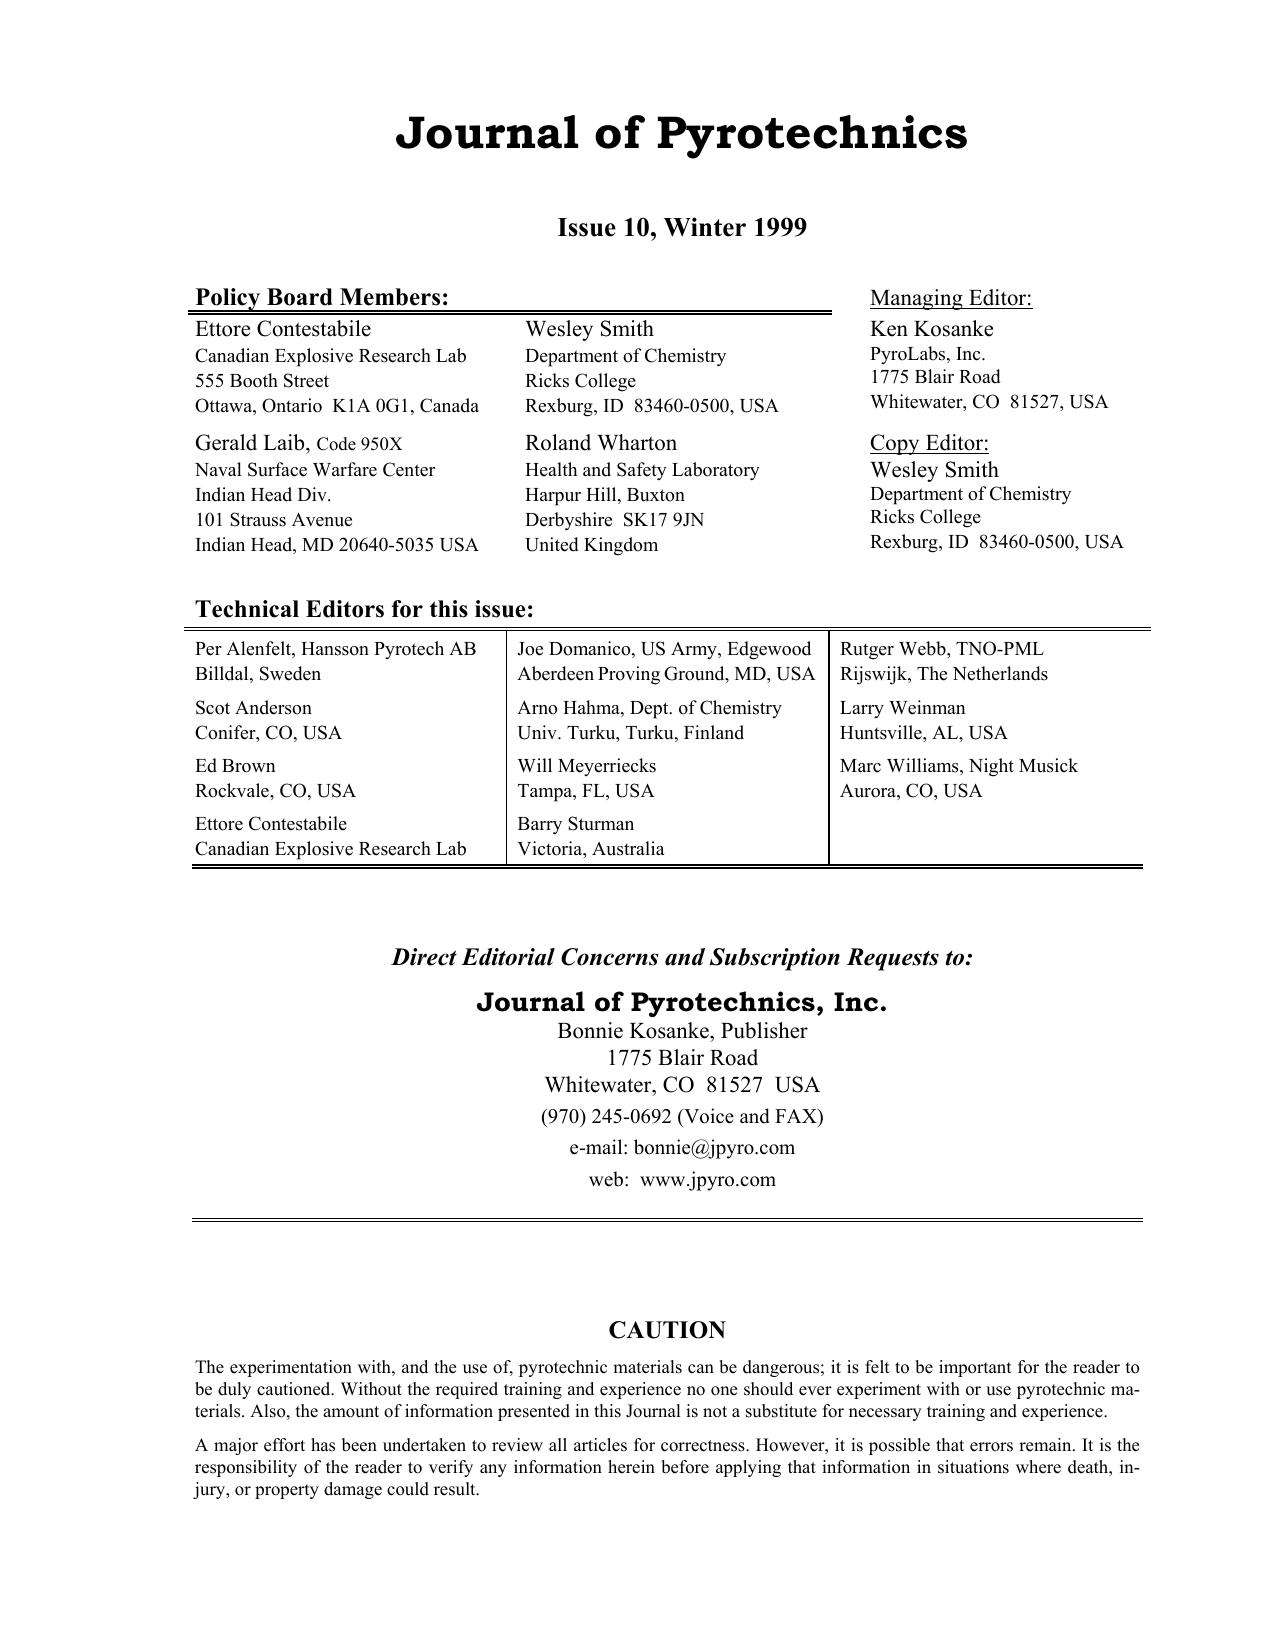 Journal of Pyrotechnics
Issue 10, Winter 1999
Policy Board Members:
Ettore Contestabile
Canadian Explosive Research Lab
555 Booth Street
Ottawa, Ontario  K1A 0G1, Canada
Wesley Smith
Department of Chemistry
Ricks College
Rexburg, ID  83460-0500, USA
Gerald Laib, Code 950X
Naval Surface Warfare Center
Indian Head Div.
101 Strauss Avenue
Indian Head, MD 20640-5035 USA
Roland Wharton
Health and Safety Laboratory
Harpur Hill, Buxton
Derbyshire  SK17 9JN
United Kingdom
Managing Editor:
Ken Kosanke
PyroLabs, Inc.
1775 Blair Road
Whitewater, CO  81527, USA
Copy Editor:
Wesley Smith
Department of Chemistry
Ricks College
Rexburg, ID  83460-0500, USA
Technical Editors for this issue:
Per Alenfelt, Hansson Pyrotech AB
Billdal, Sweden
Scot Anderson
Conifer, CO, USA
Ed Brown
Rockvale, CO, USA
Ettore Contestabile
Canadian Explosive Research Lab
Joe Domanico, US Army, Edgewood
Aberdeen Proving Ground, MD, USA
Arno Hahma, Dept. of Chemistry
Univ. Turku, Turku, Finland
Will Meyerriecks
Tampa, FL, USA
Barry Sturman
Victoria, Australia
Rutger Webb, TNO-PML
Rijswijk, The Netherlands
Larry Weinman
Huntsville, AL, USA
Marc Williams, Night Musick
Aurora, CO, USA
Direct Editorial Concerns and Subscription Requests to:
Journal of Pyrotechnics, Inc.
Bonnie Kosanke, Publisher
1775 Blair Road
Whitewater, CO  81527  USA
(970) 245-0692 (Voice and FAX)
e-mail: bonnie@jpyro.com
web:  www.jpyro.com
CAUTION
The experimentation with, and the use of, pyrotechnic materials can be dangerous; it is felt to be important for the reader to
be duly cautioned. Without the required training and experience no one should ever experiment with or use pyrotechnic ma-
terials. Also, the amount of information presented in this Journal is not a substitute for necessary training and experience.
A major effort has been undertaken to review all articles for correctness. However, it is possible that errors remain. It is the
responsibility of the reader to verify any information herein before applying that information in situations where death, in-
jury, or property damage could result.